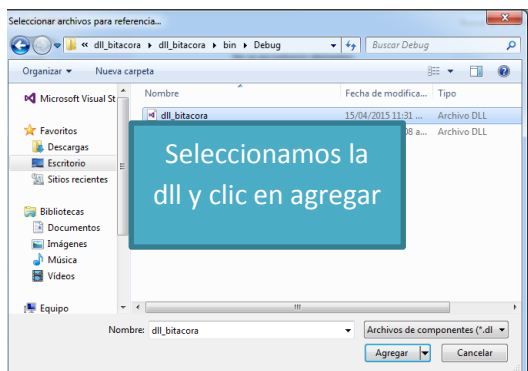 Seleccionar archivos para referencia...
« dll_bitacora ▸ dll_bitacora ▸ bin ▸ Debug
Buscar Debug
Organizar
Nueva carpeta
Microsoft Visual St
Favoritos
Descargas
Escritorio
Sitios recientes
Bibliotecas
Documentos
Imágenes
Música
Vídeos
Equipo
Nombre
Fecha de modifica...
Tipo
dll_bitacora
15/04/2015 11:31 ...
Archivo DLL
08 a...
Archivo DLL
Seleccionamos la
dll y clic en agregar
Nombre:
dll_bitacora
Archivos de componentes (*.dl
Agregar
Cancelar